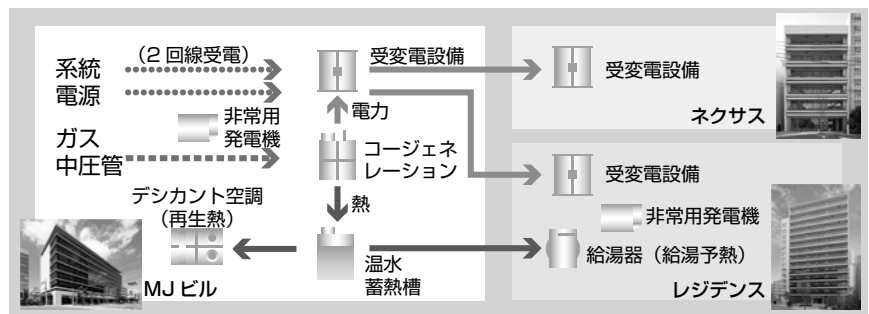 (2 回線受電)
系統
電源
受変電設備
非常用
発電機
電力
ガス
中圧管
コージェネ
レーション
デシカント空調
(再生熱)
熱
温水
蓄熱槽
MJ ビル
受変電設備
ネクサス
受変電設備
非常用発電機
給湯器(給湯予熱)
レジデンス